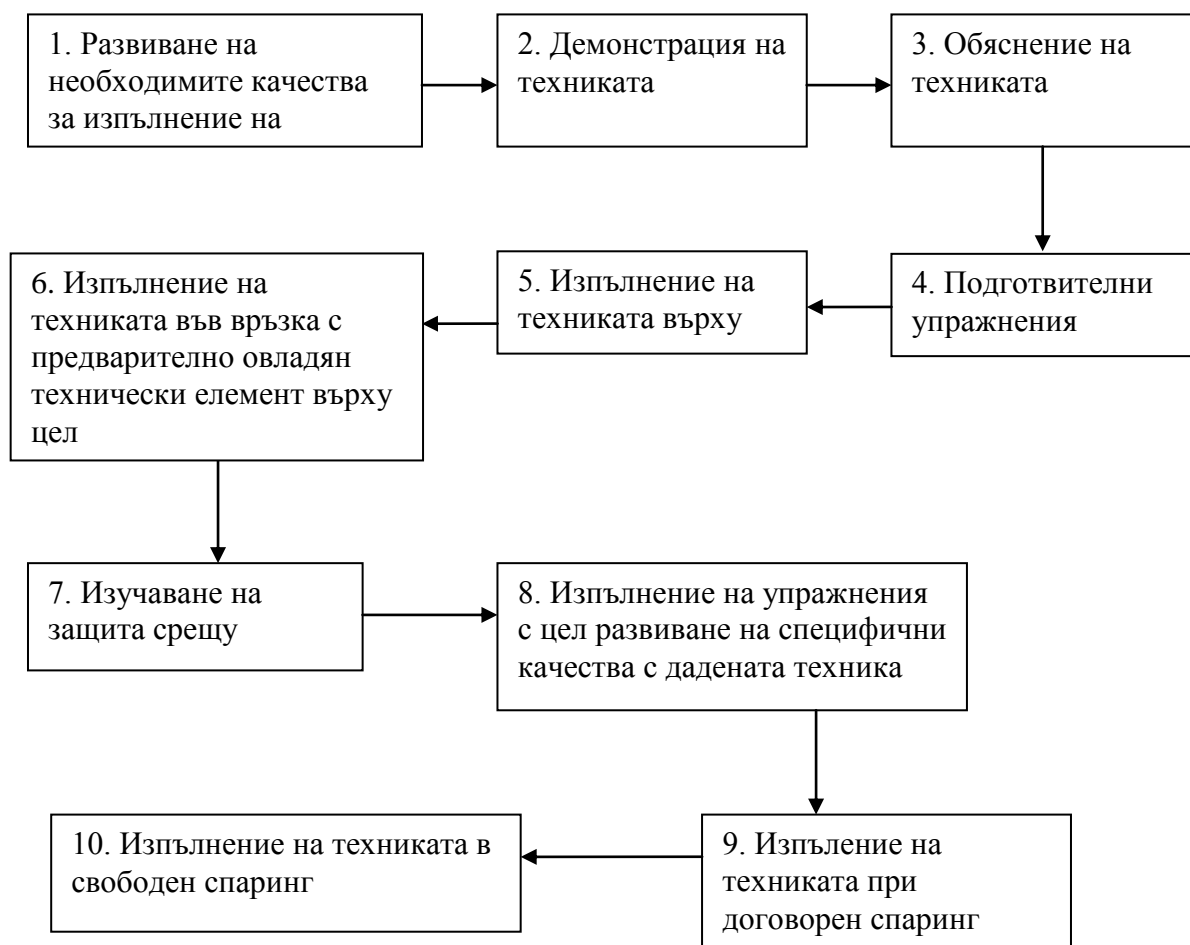 1. Развиване на
необходимите качества
за изпълнение на
2. Демонстрация на
техниката
3. Обяснение на
техниката
4. Подготвителни
упражнения
5. Изпълнение на
техниката върху
6. Изпълнение на
техниката във връзка с
предварително овладян
технически елемент върху
цел
7. Изучаване на
защита срещу
8. Изпълнение на упражнения
с цел развиване на специфични
качества с дадената техника
9. Изпъление на
техниката при
договорен спаринг
10. Изпълнение на техниката в
свободен спаринг